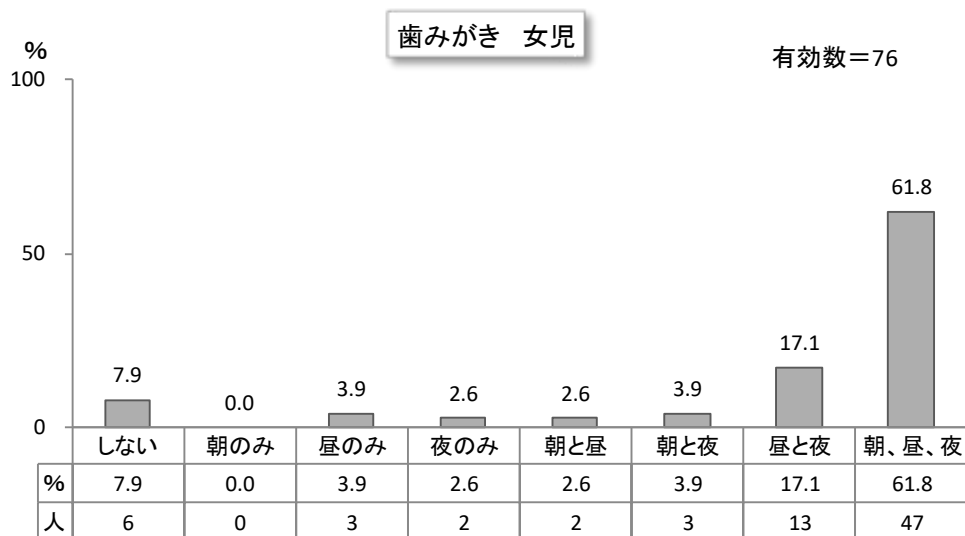 歯みがき 女児
%
有効数=76
100
50
0
7.9
0.0
3.9
2.6
2.6
3.9
17.1
61.8
しない 朝のみ 昼のみ 夜のみ 朝と昼 朝と夜 昼と夜 朝、昼、夜
% 7.9 0.0 3.9 2.6 2.6 3.9 17.1 61.8
人 6 0 3 2 2 3 13 47